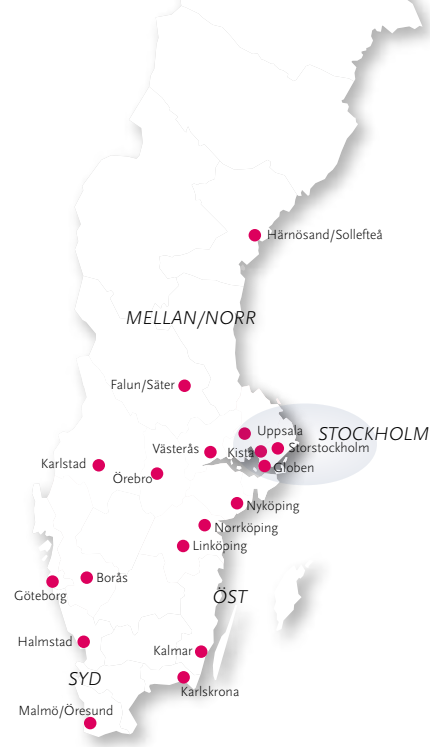 Härnösand/Sollefteå
MELLAN/NORR
Falun/Säter
Uppsala
STOCKHOLM
Västerås
Kista
Storstockholm
Karlstad
Globen
Örebro
Nyköping
Norrköping
Linköping
Borås
Göteborg
ÖST
Halmstad
Kalmar
SYD
Karlskrona
Malmö/Öresund